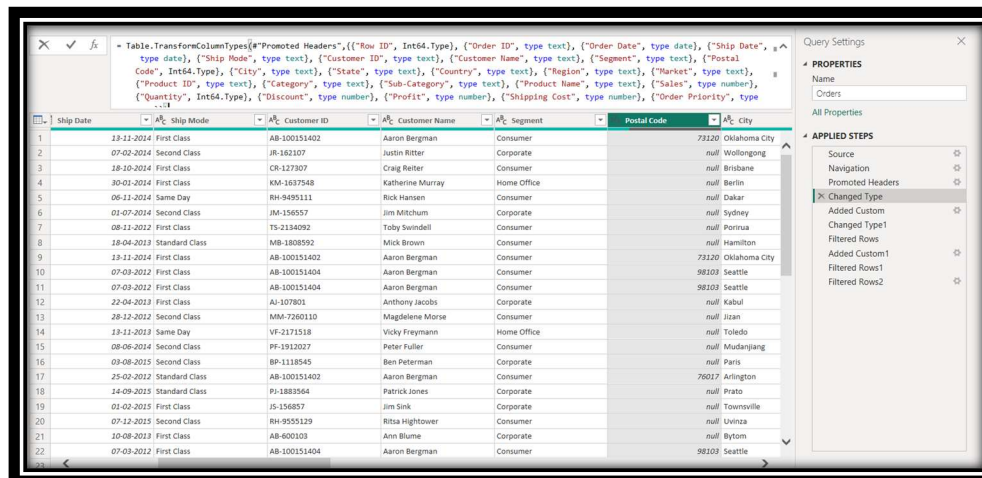 = Table.TransformColumnTypes(#"Promoted Headers",{{"Row ID", Int64.Type}, {"Order ID", type text}, {"Order Date", type date}, {"Ship Date",
type date}, {"Ship Mode", type text}, {"Customer ID", type text}, {"Customer Name", type text}, {"Segment", type text}, {"Postal
Code", Int64.Type}, {"City", type text}, {"State", type text}, {"Country", type text}, {"Region", type text}, {"Market", type text},
{"Product ID", type text}, {"Category", type text}, {"Sub-Category", type text}, {"Product Name", type text}, {"Sales", type number},
{"Quantity", Int64.Type}, {"Discount", type number}, {"Profit", type number}, {"Shipping Cost", type number}, {"Order Priority", type
Ship Date ABC Ship Mode ABC Customer ID ABC Customer Name ABC Segment Postal Code ABC City
1 13-11-2014 First Class AB-100151402 Aaron Bergman Consumer 73120 Oklahoma City
2 07-02-2014 Second Class JR-162107 Justin Ritter Corporate null Wollongong
3 18-10-2014 First Class CR-127307 Craig Reiter Consumer null Brisbane
4 30-01-2014 First Class KM-1637548 Katherine Murray Home Office null Berlin
5 06-11-2014 Same Day RH-9495111 Rick Hansen Consumer null Dakar
6 01-07-2014 Second Class JM-156557 Jim Mitchum Corporate null Sydney
7 08-11-2012 First Class TS-2134092 Toby Swindell Consumer null Porirua
8 18-04-2013 Standard Class MB-1808592 Mick Brown Consumer null Hamilton
9 13-11-2014 First Class AB-100151402 Aaron Bergman Consumer 73120 Oklahoma City
10 07-03-2012 First Class AB-100151404 Aaron Bergman Consumer 98103 Seattle
11 07-03-2012 First Class AB-100151404 Aaron Bergman Consumer 98103 Seattle
12 22-04-2013 First Class AJ-107801 Anthony Jacobs Corporate null Kabul
13 28-12-2012 Second Class MM-7260110 Magdelene Morse Consumer null Jizan
14 13-11-2013 Same Day VF-2171518 Vicky Freymann Home Office null Toledo
15 08-06-2014 Second Class PF-1912027 Peter Fuller Consumer null Mudanjiang
16 03-08-2015 Second Class BP-1118545 Ben Peterman Corporate null Paris
17 25-02-2012 Standard Class AB-100151402 Aaron Bergman Consumer 76017 Arlington
18 14-09-2015 Standard Class PJ-1883564 Patrick Jones Corporate null Prato
19 01-02-2015 First Class JS-156857 Jim Sink Corporate null Townsville
20 07-12-2015 Second Class RH-9555129 Ritsa Hightower Consumer null Uvinza
21 10-08-2013 First Class AB-600103 Ann Blume Corporate null Bytom
22 07-03-2012 First Class AB-100151404 Aaron Bergman Consumer 98103 Seattle
23
Query Settings
PROPERTIES
Name
Orders
All Properties
APPLIED STEPS
Source
Navigation
Promoted Headers
Changed Type
Added Custom
Changed Type1
Filtered Rows
Added Custom1
Filtered Rows1
Filtered Rows2